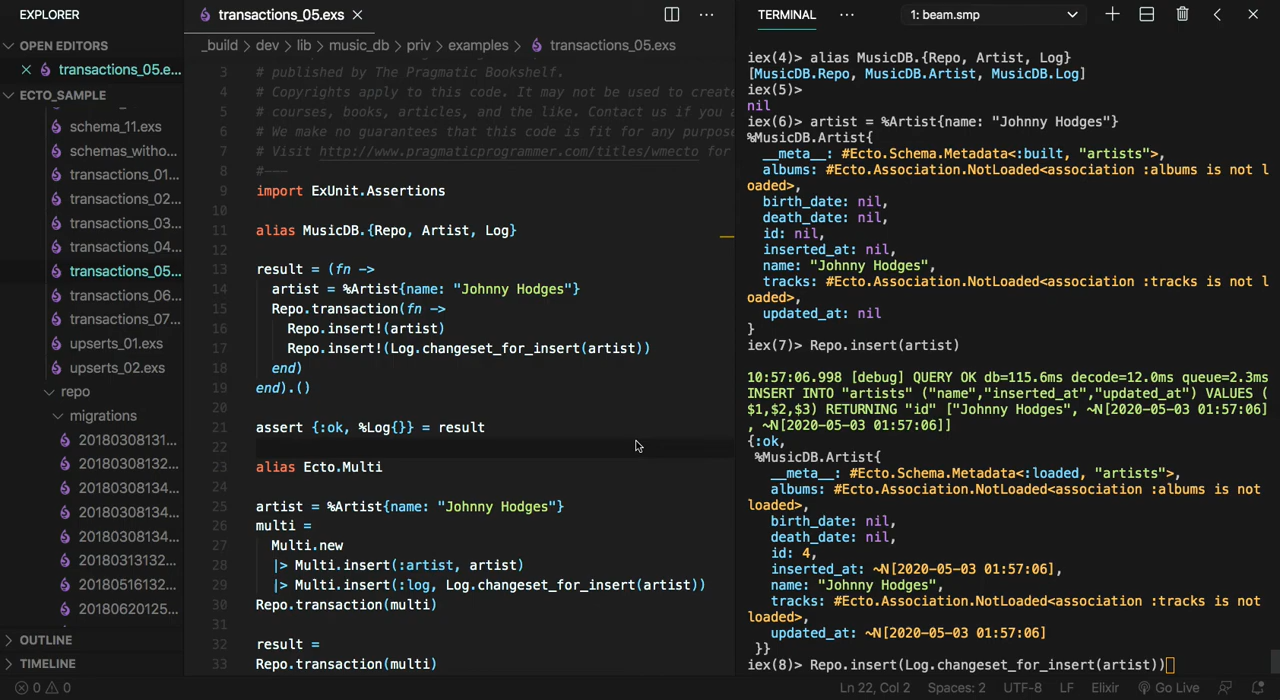 EXPLORER
OPEN EDITORS
transactions_05.e...
ECTO_SAMPLE
schema_11.exs
schemas_witho...
transactions_01...
transactions_02...
transactions_03...
transactions_04...
transactions_05...
transactions_06...
transactions_07...
upserts_01.exs
upserts_02.exs
repo
migrations
20180308131...
20180308132...
20180308134...
20180308134...
20180308134...
20180313132...
20180516132...
20180620125...
OUTLINE
TIMELINE
0 0
transactions_05.exs
_build > dev > lib > music_db > priv > examples > transactions_05.exs
3 # published by The Pragmatic Bookshelf.
4 # Copyrights apply to this code. It may not be used to create
5 # courses, books, articles, and the like. Contact us if you
6 # We make no guarantees that this code is fit for any purpose
7 # Visit http://www.pragmaticprogrammer.com/titles/wmecto for
8 #---
9 import ExUnit.Assertions
10
11 alias MusicDB.{Repo, Artist, Log}
12
13 result = (fn ->
14 artist = %Artist{name: "Johnny Hodges"}
15 Repo.transaction(fn ->
16 Repo.insert!(artist)
17 Repo.insert!(Log.changeset_for_insert(artist))
18 end)
19 end).()
20
21 assert {:ok, %Log{}} = result
22
23 alias Ecto.Multi
24
25 artist = %Artist{name: "Johnny Hodges"}
26 multi =
27 Multi.new
28 |> Multi.insert(:artist, artist)
29 |> Multi.insert(:log, Log.changeset_for_insert(artist))
30 Repo.transaction(multi)
31
32 result =
33 Repo.transaction(multi)
TERMINAL
1: beam.smp
iex(4)> alias MusicDB.{Repo, Artist, Log}
[MusicDB.Repo, MusicDB.Artist, MusicDB.Log]
iex(5)>
nil
iex(6)> artist = %Artist{name: "Johnny Hodges"}
%MusicDB.Artist{
__meta__: #Ecto.Schema.Metadata<:built, "artists">,
albums: #Ecto.Association.NotLoaded<association :albums is not l
oaded>,
birth_date: nil,
death_date: nil,
id: nil,
inserted_at: nil,
name: "Johnny Hodges",
tracks: #Ecto.Association.NotLoaded<association :tracks is not l
oaded>,
updated_at: nil
}
iex(7)> Repo.insert(artist)
10:57:06.998 [debug] QUERY OK db=115.6ms decode=12.0ms queue=2.3ms
INSERT INTO "artists" ("name","inserted_at","updated_at") VALUES (
$1,$2,$3) RETURNING "id" ["Johnny Hodges", ~N[2020-05-03 01:57:06]
, ~N[2020-05-03 01:57:06]]
{:ok,
%MusicDB.Artist{
__meta__: #Ecto.Schema.Metadata<:loaded, "artists">,
albums: #Ecto.Association.NotLoaded<association :albums is not
loaded>,
birth_date: nil,
death_date: nil,
id: 4,
inserted_at: ~N[2020-05-03 01:57:06],
name: "Johnny Hodges",
tracks: #Ecto.Association.NotLoaded<association :tracks is not
loaded>,
updated_at: ~N[2020-05-03 01:57:06]
}}
iex(8)> Repo.insert(Log.changeset_for_insert(artist))
Ln 22, Col 2 Spaces: 2 UTF-8 LF Elixir Go Live